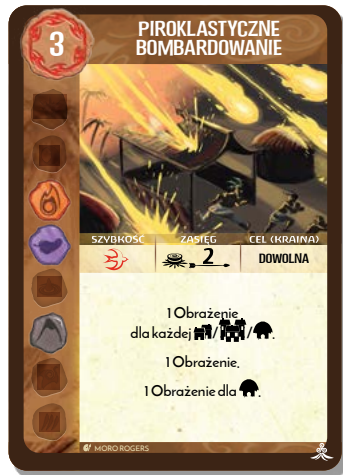 3
PIROKLASTYCZNE
BOMBARDOWANIE
SZYBKOŚĆ ZASIĘG CEL (KRAINA)
2 DOWOLNA
1 Obrażenie
dla każdej / / .
1 Obrażenie.
1 Obrażenie dla .
MORO ROGERS